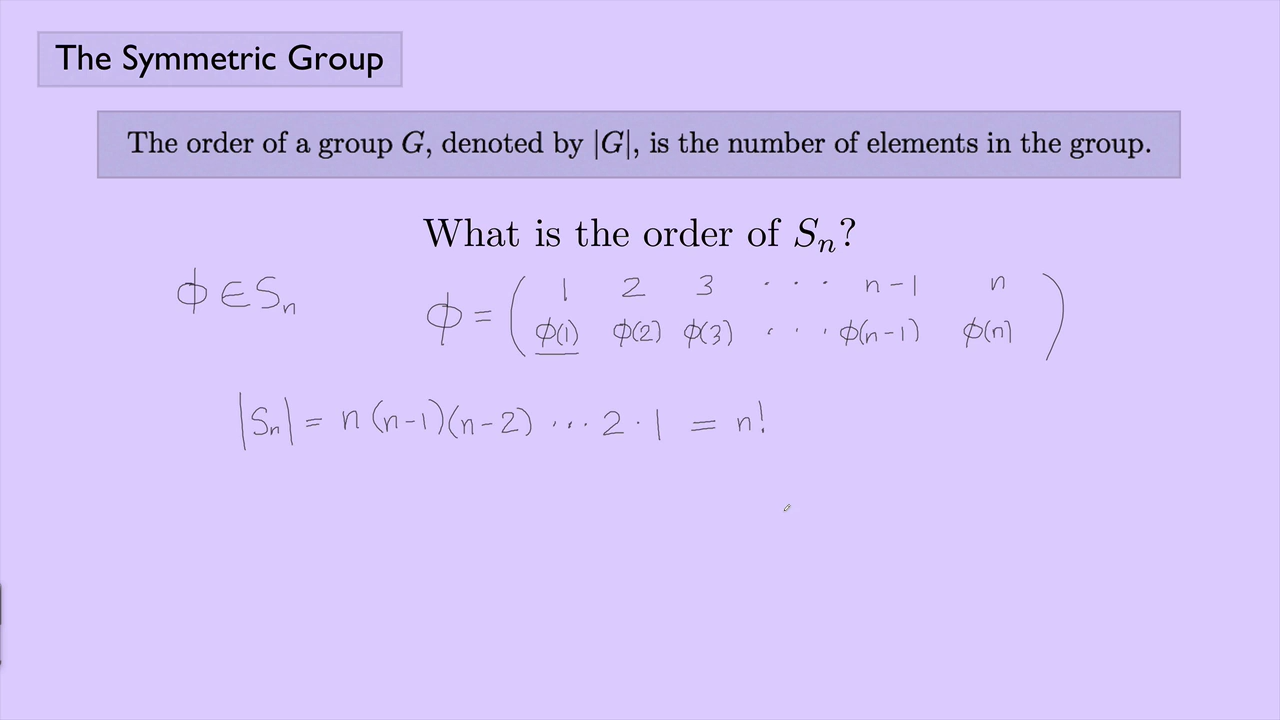 The Symmetric Group
The order of a group G, denoted by |G|, is the number of elements in the group.
What is the order of Sₙ?
ϕ ∈ Sₙ
ϕ = ( 1 2 3 · · · n-1 n
ϕ(1) ϕ(2) ϕ(3) · · · ϕ(n-1) ϕ(n) )
|Sₙ| = n(n-1)(n-2) ··· 2 · 1 = n!